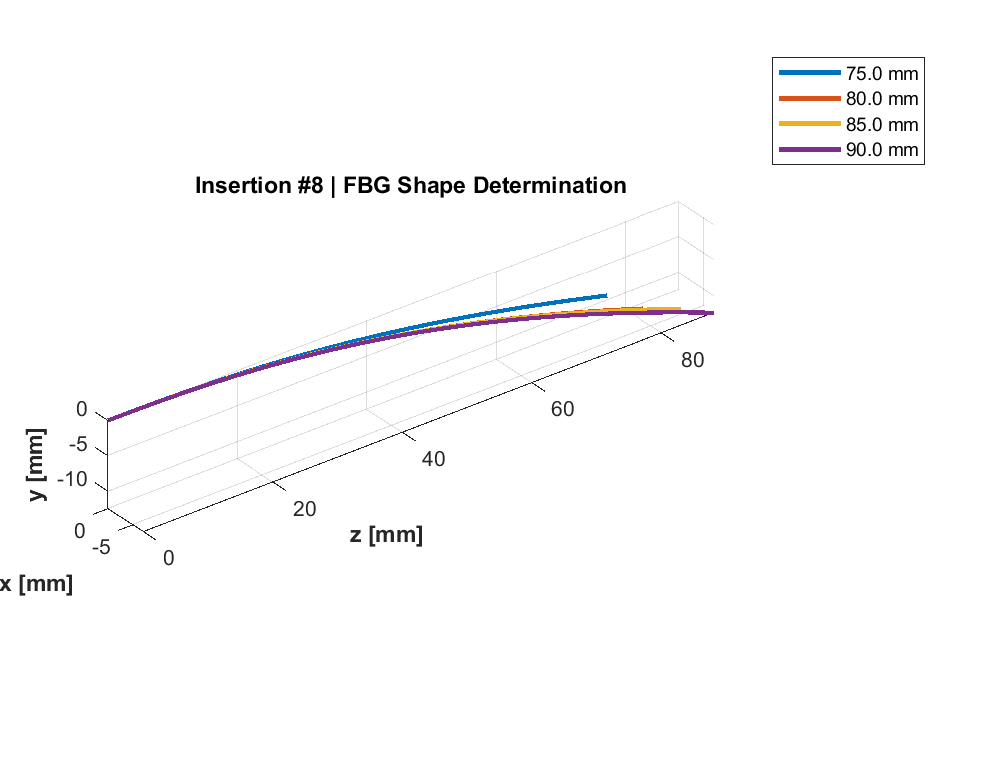 75.0 mm
80.0 mm
85.0 mm
90.0 mm
Insertion #8 | FBG Shape Determination
80
60
40
20
0
0
-5
-10
y [mm]
0
-5
x [mm]
z [mm]